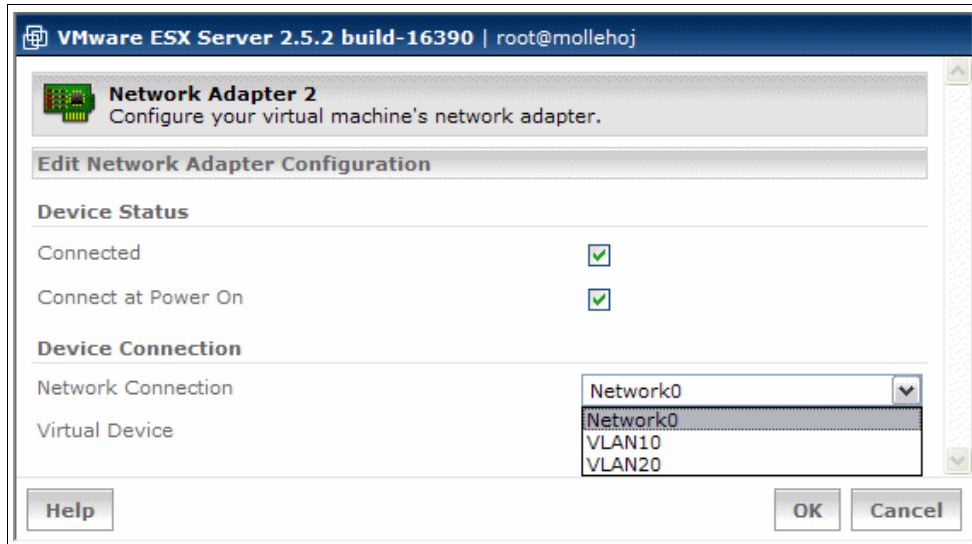 VMware ESX Server 2.5.2 build-16390 | root@mollehoj
Network Adapter 2
Configure your virtual machine's network adapter.
Edit Network Adapter Configuration
Device Status
Connected
Connect at Power On
Device Connection
Network Connection
Network0
Network0
Virtual Device
VLAN10
VLAN20
Help
OK
Cancel